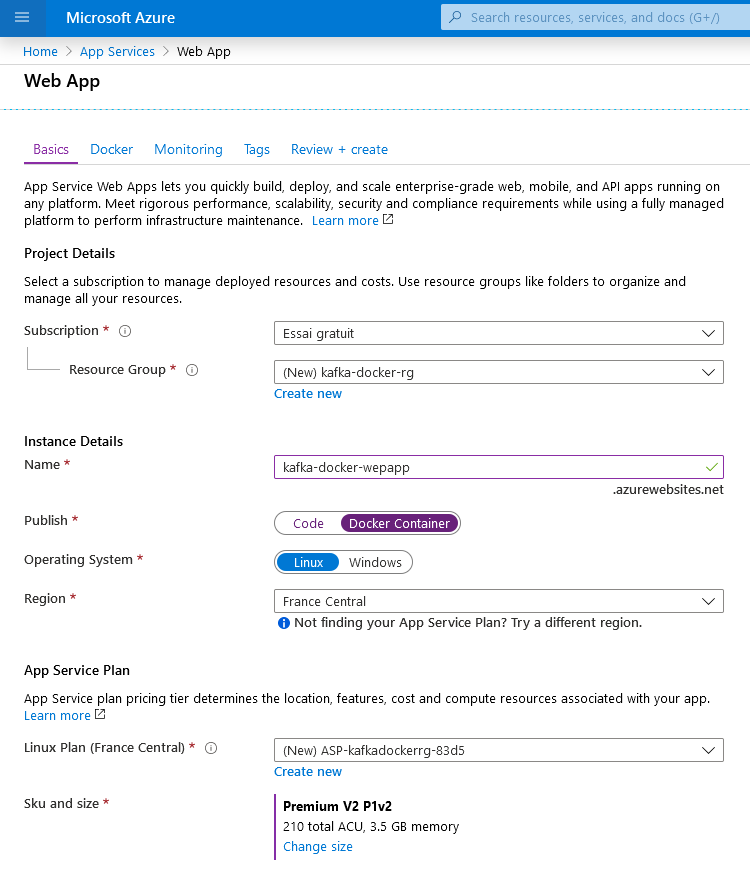 Microsoft Azure
Search resources, services, and docs (G+/)
Home > App Services > Web App
Web App
Basics Docker Monitoring Tags Review + create
App Service Web Apps lets you quickly build, deploy, and scale enterprise-grade web, mobile, and API apps running on
any platform. Meet rigorous performance, scalability, security and compliance requirements while using a fully managed
platform to perform infrastructure maintenance. Learn more
Project Details
Select a subscription to manage deployed resources and costs. Use resource groups like folders to organize and
manage all your resources.
Subscription * Essai gratuit
Resource Group * (New) kafka-docker-rg
Create new
Instance Details
Name * kafka-docker-wepapp
.azurewebsites.net
Publish * Code Docker Container
Operating System * Linux Windows
Region * France Central
Not finding your App Service Plan? Try a different region.
App Service Plan
App Service plan pricing tier determines the location, features, cost and compute resources associated with your app.
Learn more
Linux Plan (France Central) * (New) ASP-kafkadockerrg-83d5
Create new
Sku and size * Premium V2 P1v2
210 total ACU, 3.5 GB memory
Change size